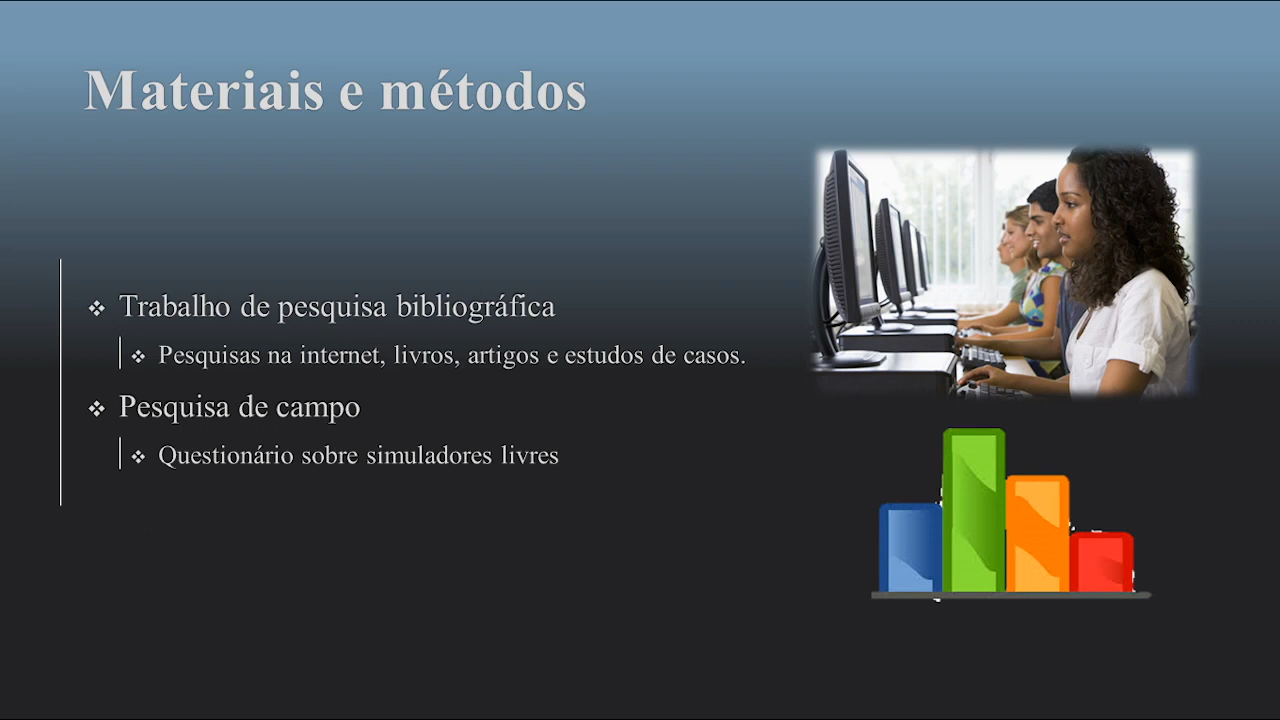 Materiais e métodos
Trabalho de pesquisa bibliográfica
Pesquisas na internet, livros, artigos e estudos de casos.
Pesquisa de campo
Questionário sobre simuladores livres